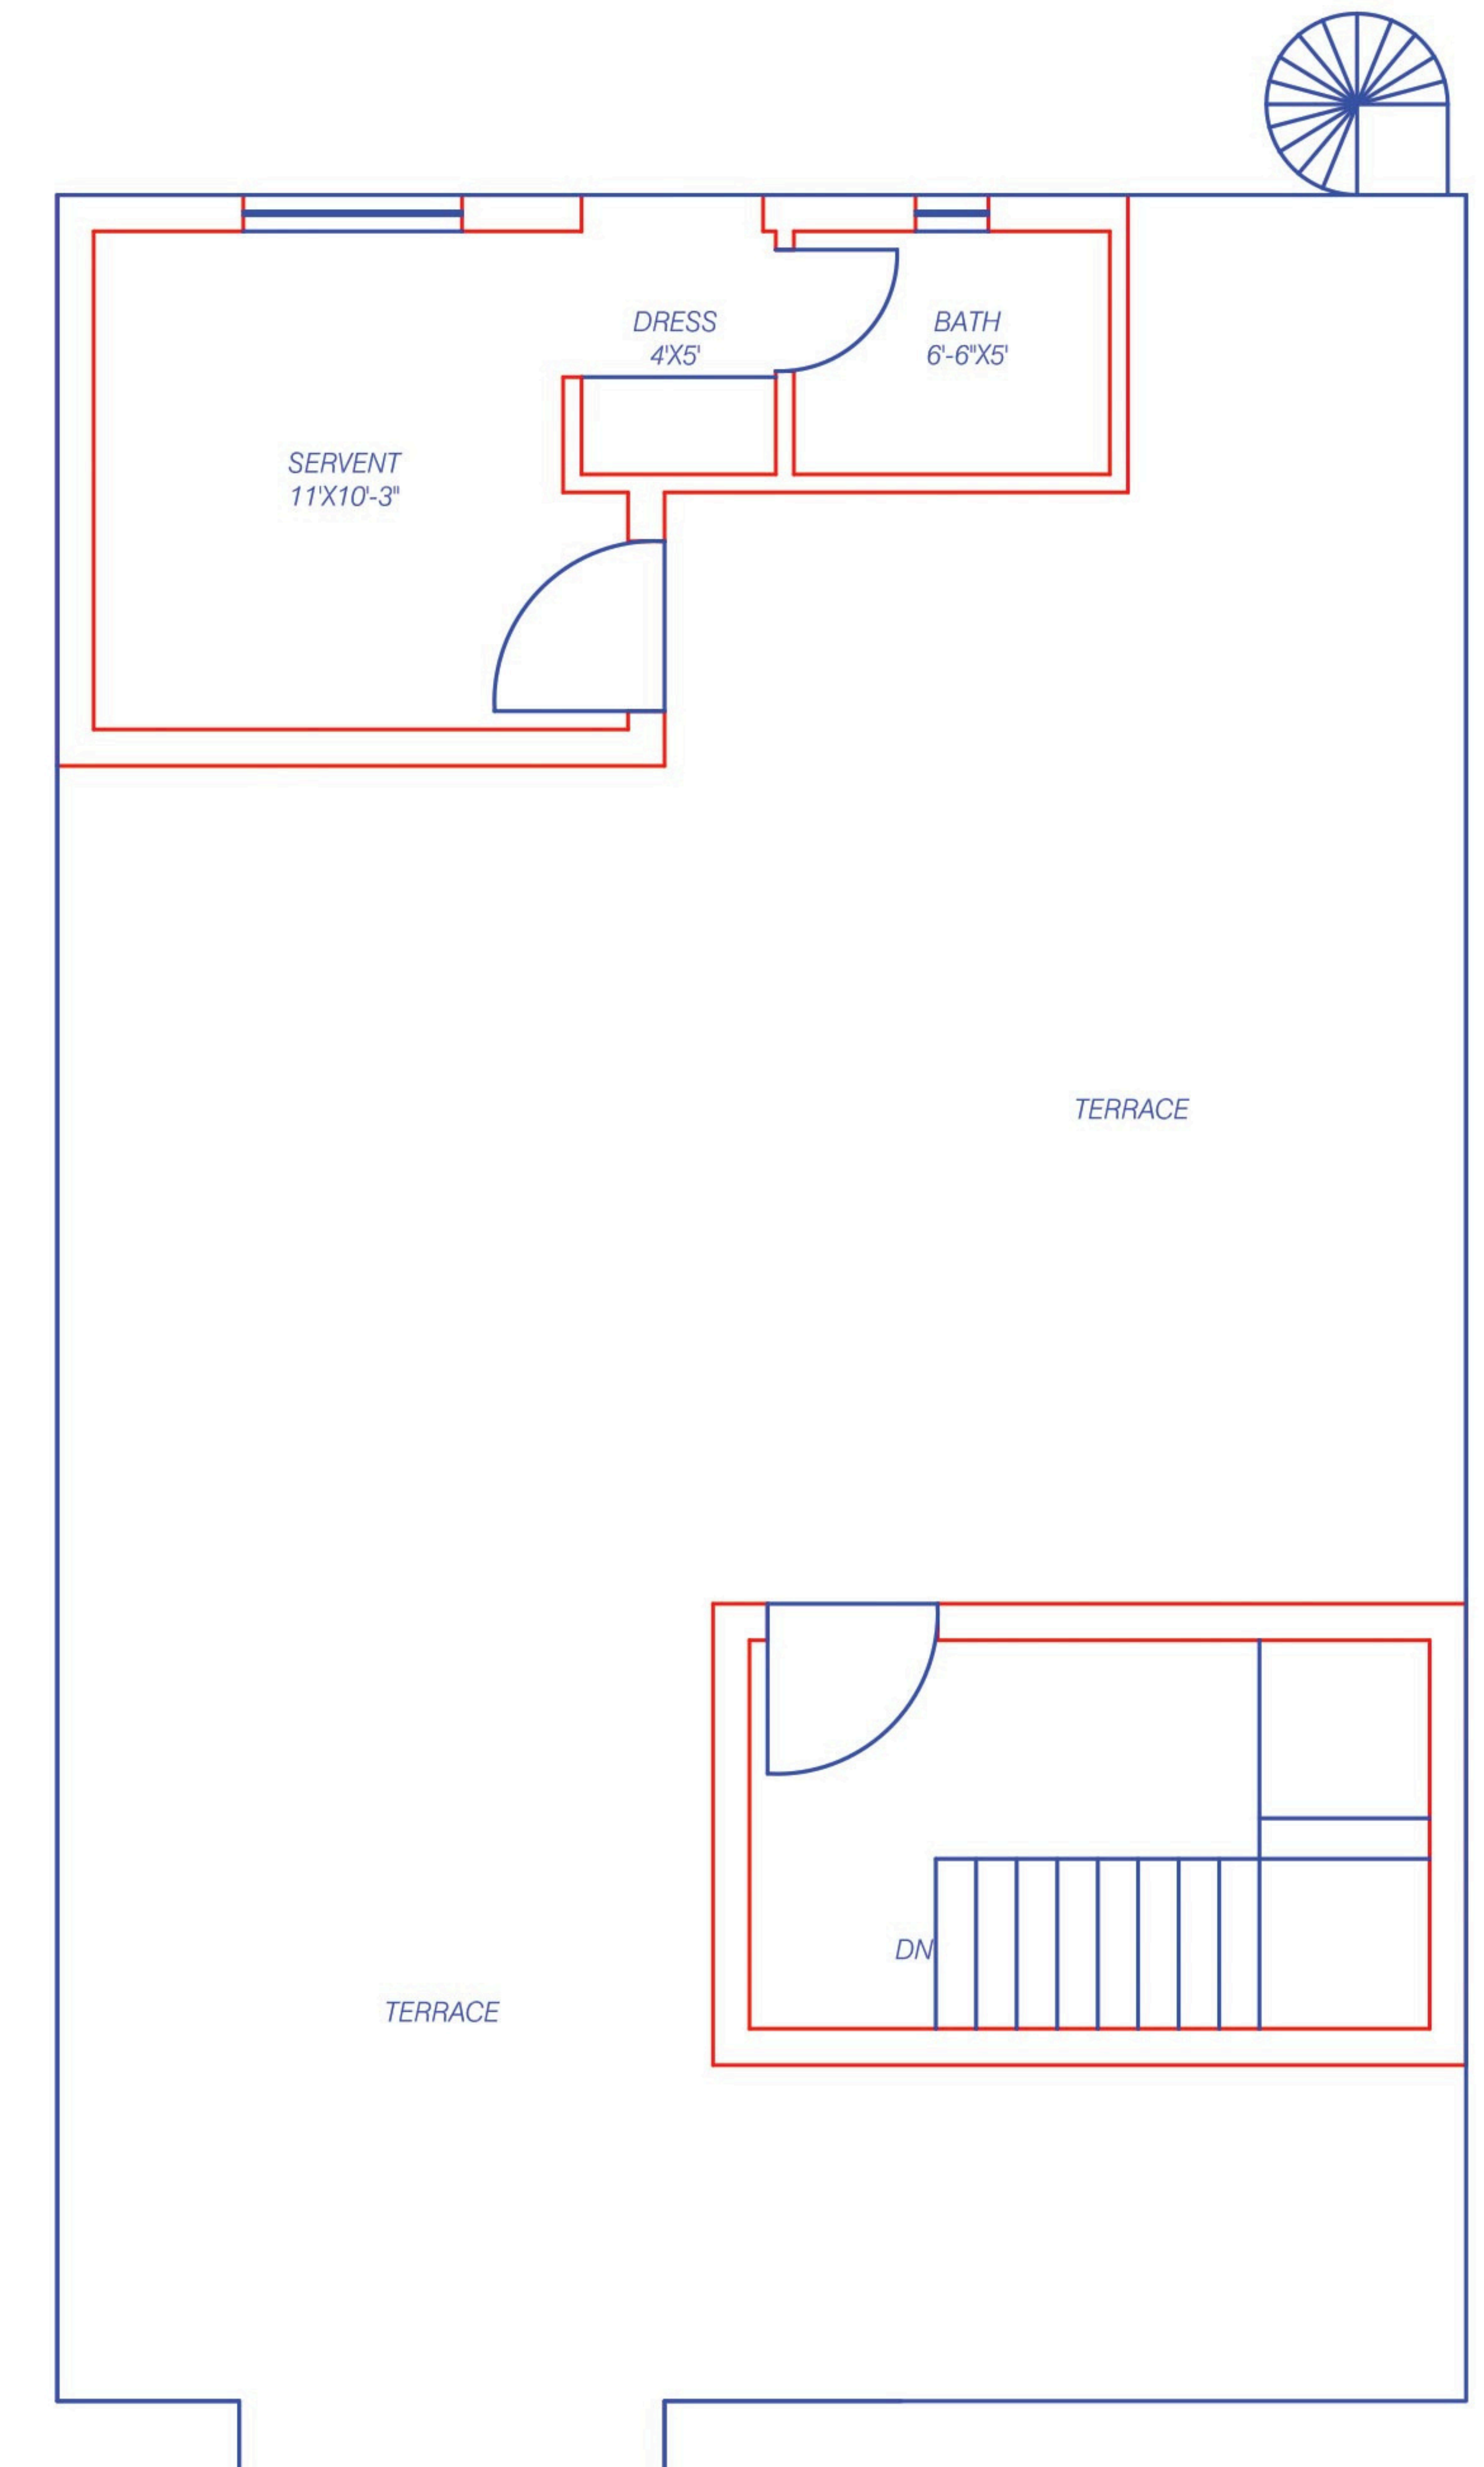 DRESS
4'X5'
BATH
6'-6"X5'
SERVENT
11'X10'-3"
TERRACE
DN
TERRACE